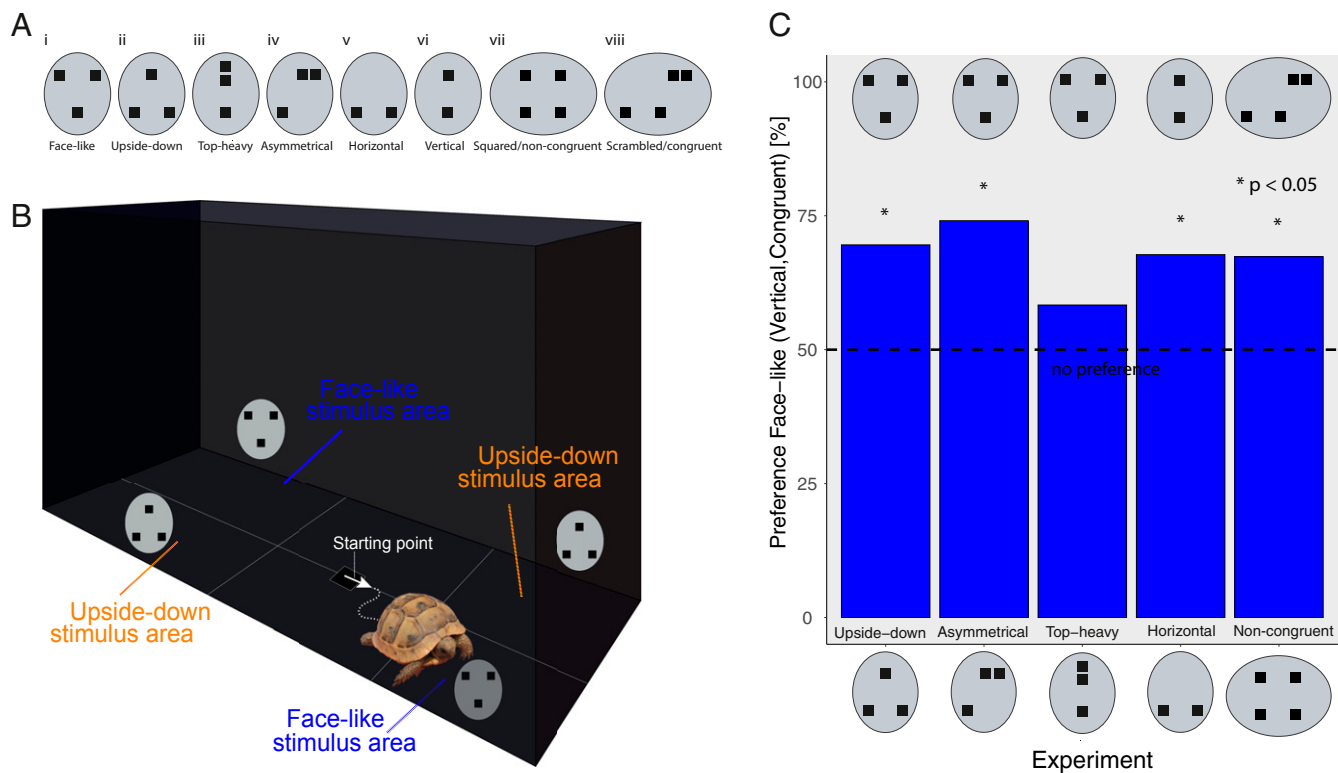 A
i ii iii iv v vi vii viii
Face-like Upside-down Top-heavy Asymmetrical Horizontal Vertical Squared/non-congruent Scrambled/congruent
B
Face-like
stimulus area
Upside-down
stimulus area
Starting point
Upside-down
stimulus area
Face-like
stimulus area
C
Preference Face–like (Vertical,Congruent) [%]
100
75
50
25
0
* p < 0.05
*
*
*
*
no preference
Upside–down Asymmetrical Top–heavy Horizontal Non–congruent
Experiment